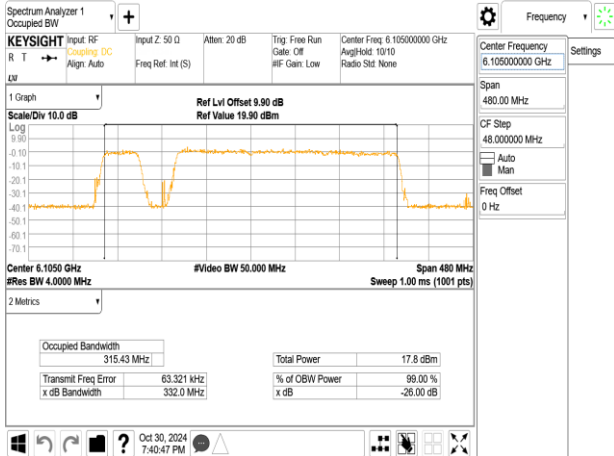 Spectrum Analyzer 1
Occupied BW
Frequency
KEYSIGHT
R T
LXI
Input: RF
Coupling: DC
Align: Auto
Input Z: 50 Ω
Freq Ref: Int (S)
Atten: 20 dB
Trig: Free Run
Gate: Off
#IF Gain: Low
Center Freq: 6.105000000 GHz
Avg|Hold: 10/10
Radio Std: None
Center Frequency
6.105000000 GHz
Settings
Span
480.00 MHz
CF Step
48.000000 MHz
Auto
Man
Freq Offset
0 Hz
1 Graph
Scale/Div 10.0 dB
Ref Lvl Offset 9.90 dB
Ref Value 19.90 dBm
Log
9.90
-0.10
-10.1
-20.1
-30.1
-40.1
-50.1
-60.1
-70.1
Center 6.1050 GHz
#Video BW 50.000 MHz
Span 480 MHz
#Res BW 4.0000 MHz
Sweep 1.00 ms (1001 pts)
2 Metrics
Occupied Bandwidth
315.43 MHz
Total Power
17.8 dBm
Transmit Freq Error
63.321 kHz
% of OBW Power
99.00 %
x dB Bandwidth
332.0 MHz
x dB
-26.00 dB
?
Oct 30, 2024
7:40:47 PM